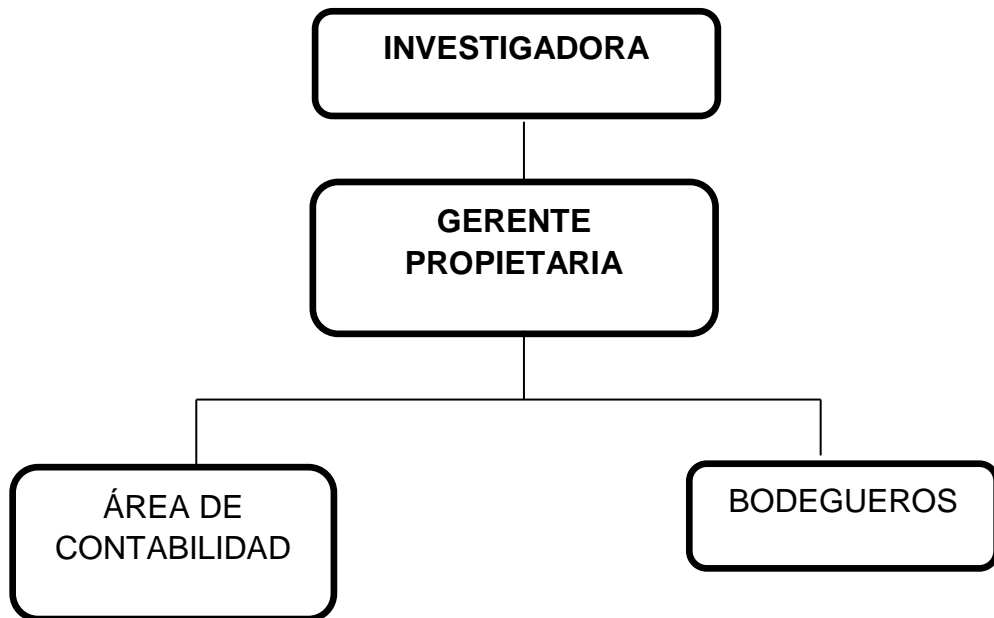 INVESTIGADORA
GERENTE
PROPIETARIA
ÁREA DE
CONTABILIDAD
BODEGUEROS